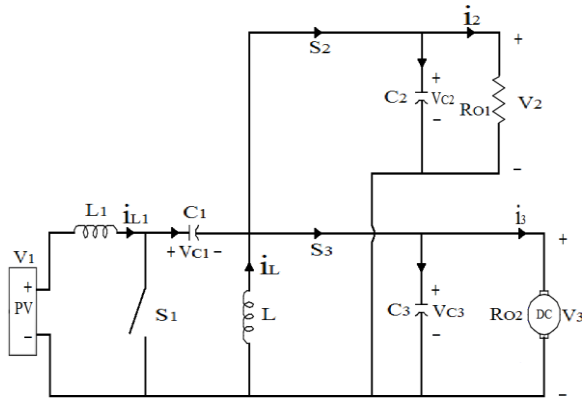 i2
S2
+
+
C2
VC2
RO1
V2
−
−
L1
iL1
C1
i3
+ VC1 −
S3
+
V1
iL
+
+
PV
S1
L
C3
VC3
RO2
DC
V3
−
−
−